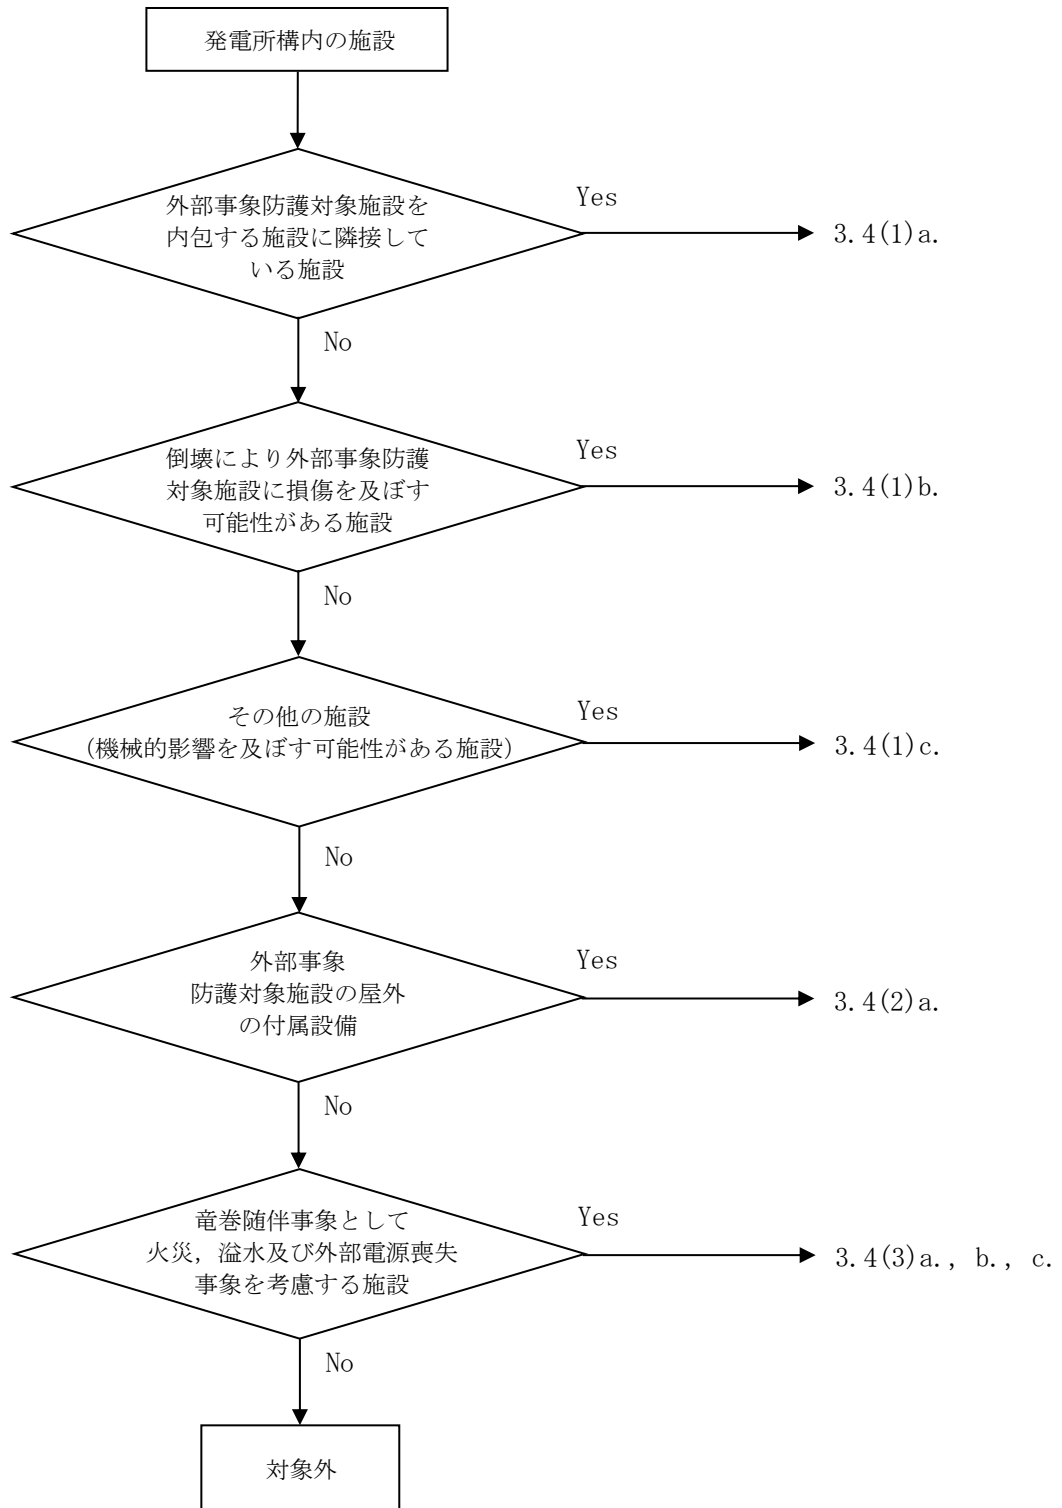 発電所構内の施設
外部事象防護対象施設を
内包する施設に隣接して
いる施設
Yes
3.4(1)a.
No
倒壊により外部事象防護
対象施設に損傷を及ぼす
可能性がある施設
Yes
3.4(1)b.
No
その他の施設
(機械的影響を及ぼす可能性がある施設)
Yes
3.4(1)c.
No
外部事象
防護対象施設の屋外
の付属設備
Yes
3.4(2)a.
No
竜巻随伴事象として
火災，溢水及び外部電源喪失
事象を考慮する施設
Yes
3.4(3)a., b., c.
No
対象外